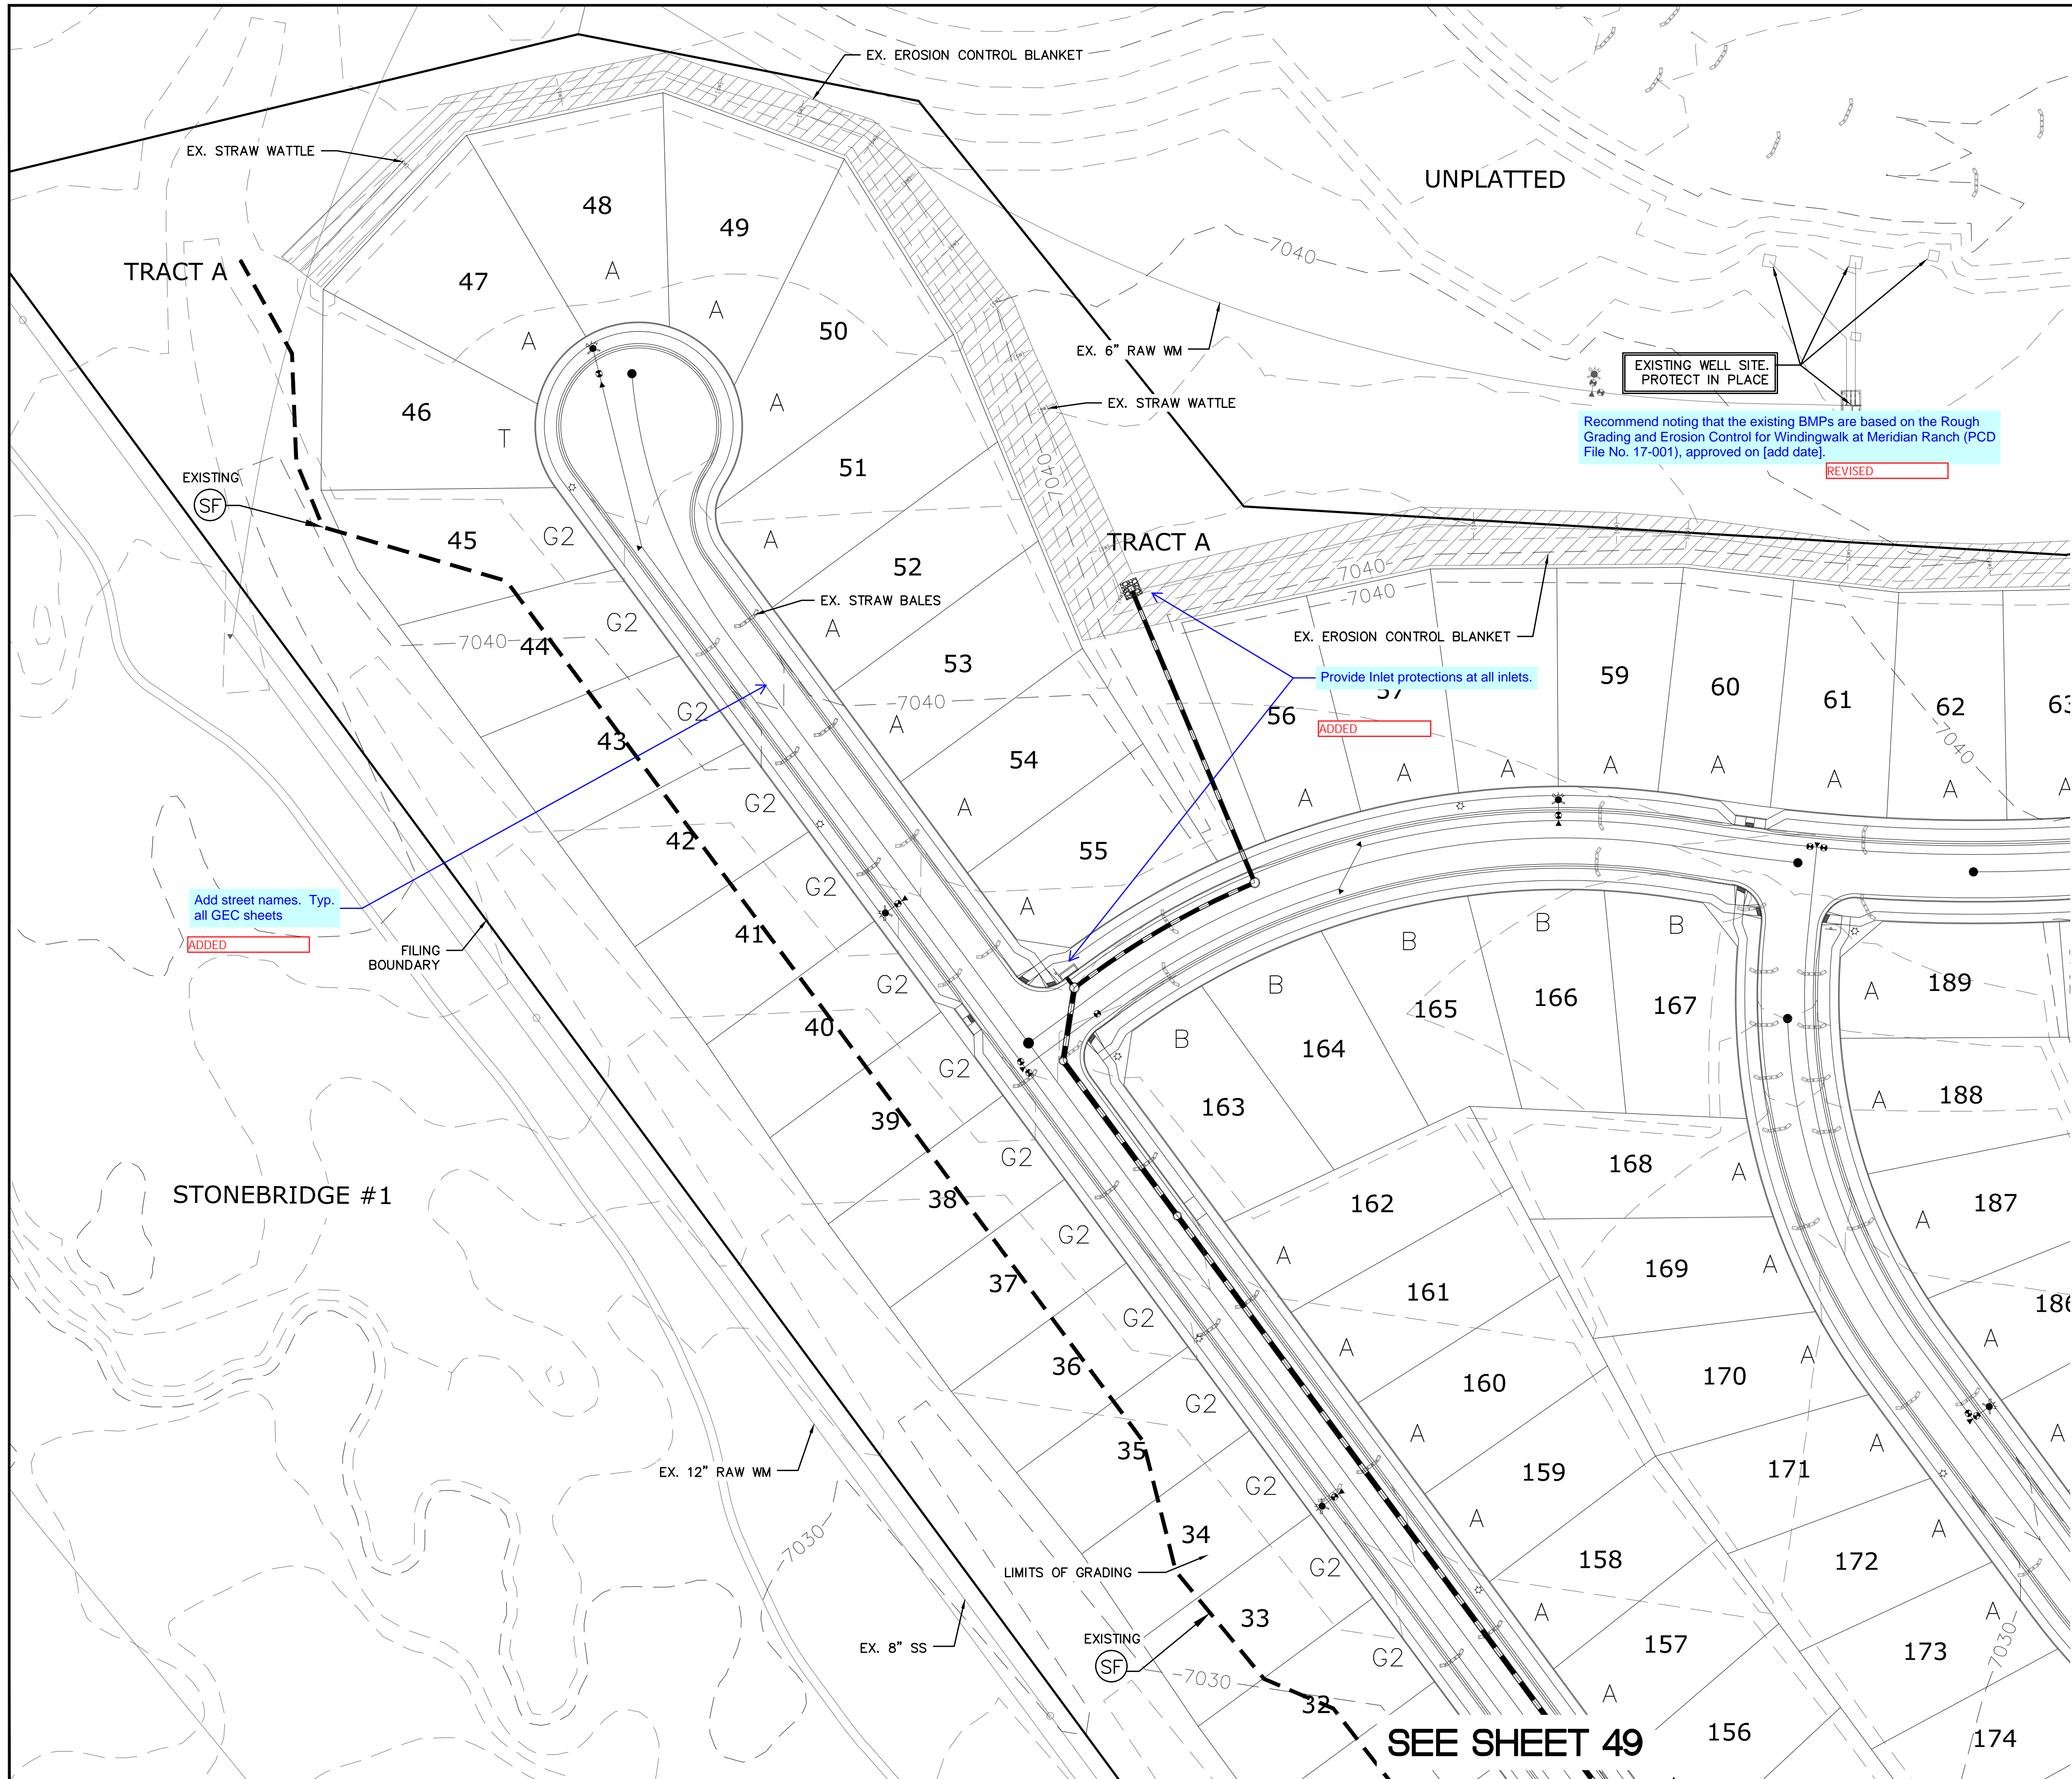 EX. EROSION CONTROL BLANKET
EX. STRAW WATTLE
UNPLATTED
48
49
TRACT A
47
A
A
50
7040
A
EX. 6" RAW WM
EXISTING WELL SITE.
PROTECT IN PLACE
46
A
EX. STRAW WATTLE
T
Recommend noting that the existing BMPs are based on the Rough
Grading and Erosion Control for Windingwalk at Meridian Ranch (PCD
File No. 17-001), approved on [add date].
REVISED
51
7040
EXISTING
SF
45
G2
A
TRACT A
52
7040
7040
EX. STRAW BALES
G2
A
EX. EROSION CONTROL BLANKET
7040
44
53
Provide Inlet protections at all inlets.
57
59
60
61
62
63
7040
G2
A
56
ADDED
43
7040
54
A
A
A
A
A
A
A
G2
A
A
42
55
G2
A
Add street names. Typ.
all GEC sheets
ADDED
41
FILING
BOUNDARY
B
B
B
G2
B
165
166
167
A
189
40
B
164
G2
163
188
A
39
G2
168
A
STONEBRIDGE #1
38
162
187
A
G2
A
169
A
37
161
186
G2
A
A
A
36
160
170
G2
A
A
A
35
159
171
EX. 12" RAW WM
G2
A
A
7030
34
158
172
LIMITS OF GRADING
G2
A
A
33
157
173
7030
EX. 8" SS
EXISTING
SF
G2
7030
A
32
156
174
SEE SHEET 49